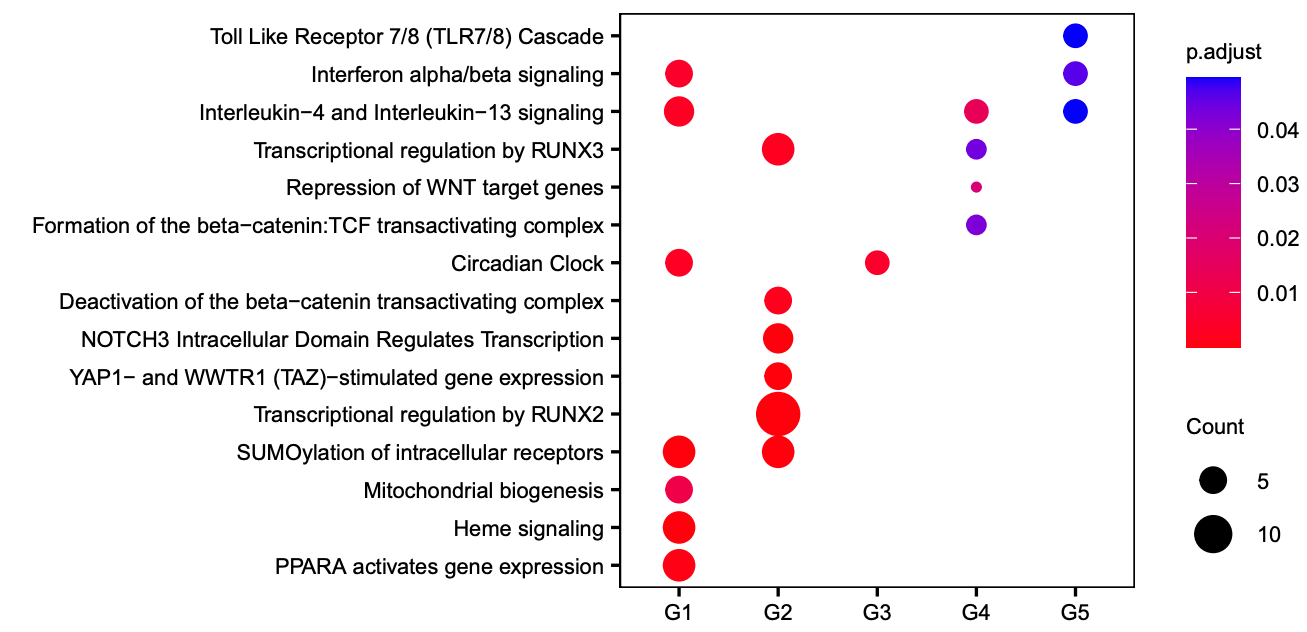 Toll Like Receptor 7/8 (TLR7/8) Cascade
Interferon alpha/beta signaling
Interleukin−4 and Interleukin−13 signaling
Transcriptional regulation by RUNX3
Repression of WNT target genes
Formation of the beta−catenin:TCF transactivating complex
Circadian Clock
Deactivation of the beta−catenin transactivating complex
NOTCH3 Intracellular Domain Regulates Transcription
YAP1− and WWTR1 (TAZ)−stimulated gene expression
Transcriptional regulation by RUNX2
SUMOylation of intracellular receptors
Mitochondrial biogenesis
Heme signaling
PPARA activates gene expression
G1 G2 G3 G4 G5
p.adjust
0.04
0.03
0.02
0.01
Count
5
10